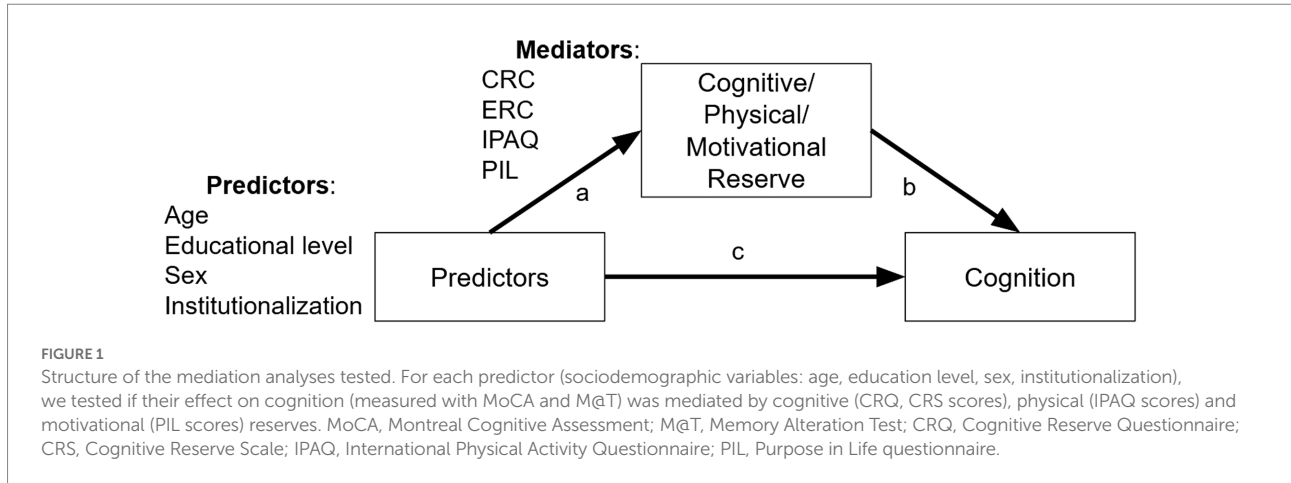 Mediators:
CRC
ERC
IPAQ
PIL
Cognitive/
Physical/
Motivational
Reserve
a
b
Predictors:
Age
Educational level
Sex
Institutionalization
Predictors
c
Cognition
FIGURE 1
Structure of the mediation analyses tested. For each predictor (sociodemographic variables: age, education level, sex, institutionalization),
we tested if their effect on cognition (measured with MoCA and M@T) was mediated by cognitive (CRQ, CRS scores), physical (IPAQ scores) and
motivational (PIL scores) reserves. MoCA, Montreal Cognitive Assessment; M@T, Memory Alteration Test; CRQ, Cognitive Reserve Questionnaire;
CRS, Cognitive Reserve Scale; IPAQ, International Physical Activity Questionnaire; PIL, Purpose in Life questionnaire.